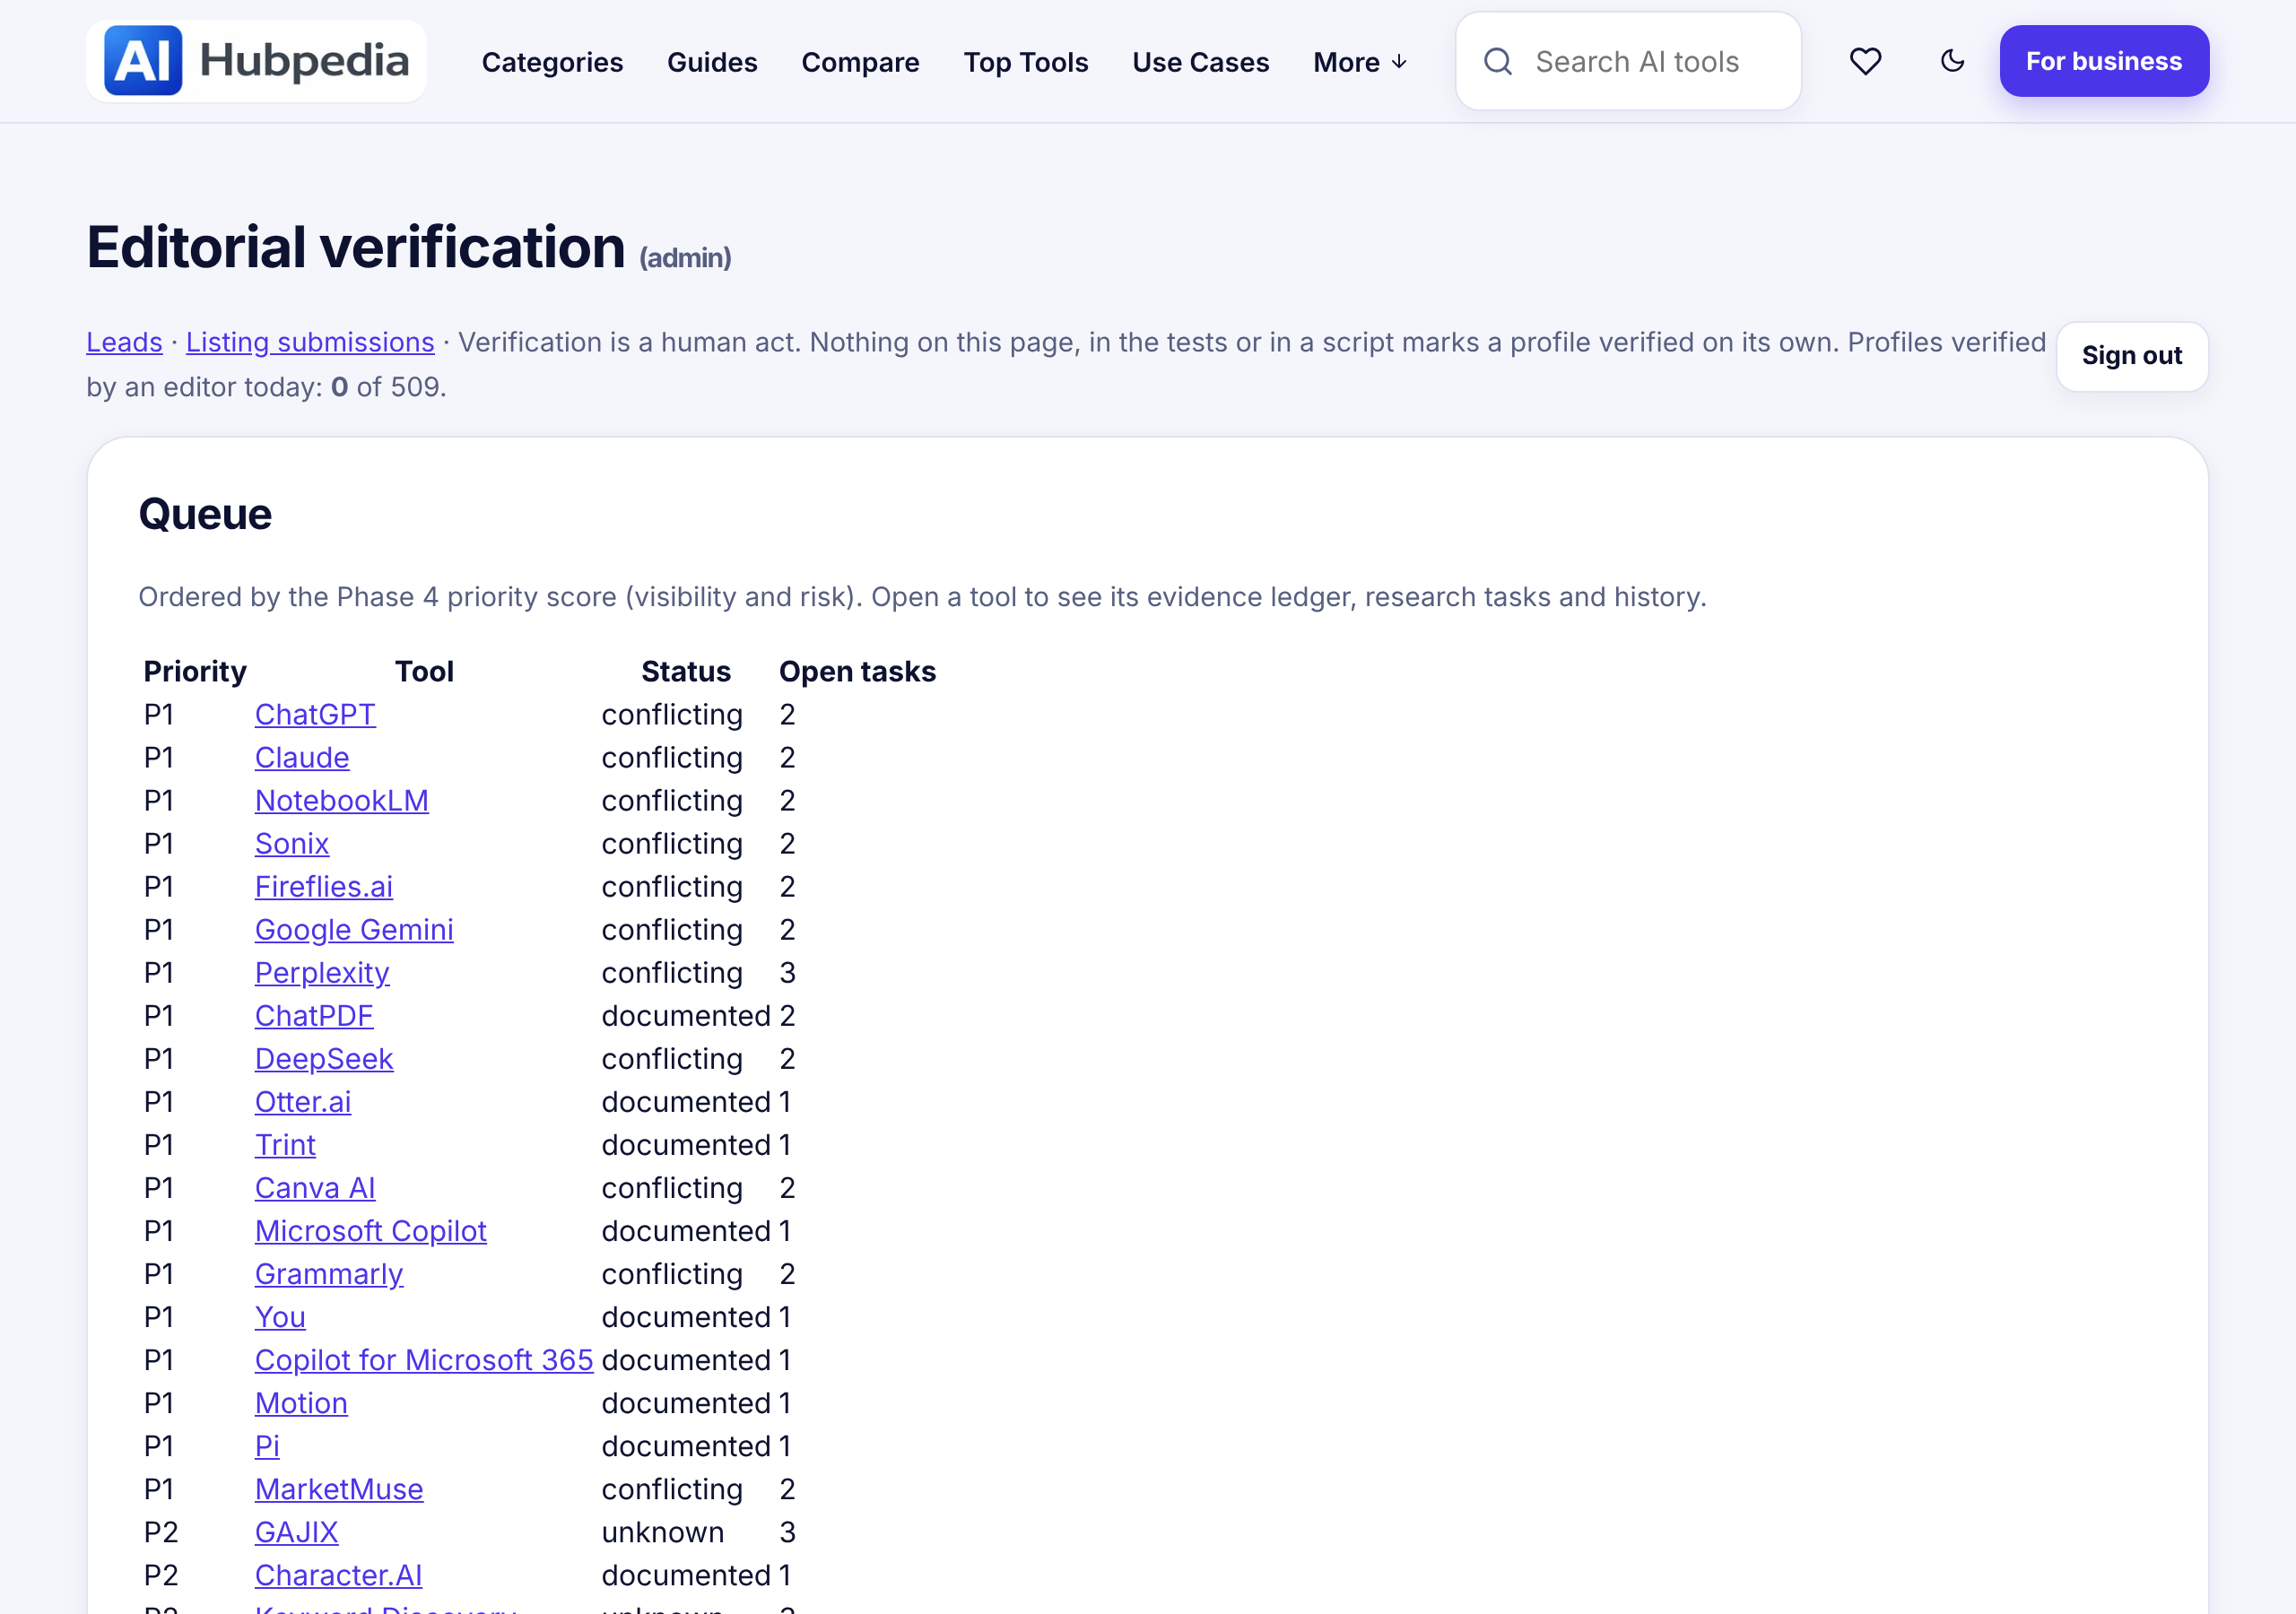 AI Hubpedia
Categories Guides Compare Top Tools Use Cases More ↓ Search AI tools For business
Editorial verification (admin)
Leads · Listing submissions · Verification is a human act. Nothing on this page, in the tests or in a script marks a profile verified on its own. Profiles verified
by an editor today: 0 of 509.
Sign out
Queue
Ordered by the Phase 4 priority score (visibility and risk). Open a tool to see its evidence ledger, research tasks and history.
Priority Tool Status Open tasks
P1 ChatGPT conflicting 2
P1 Claude conflicting 2
P1 NotebookLM conflicting 2
P1 Sonix conflicting 2
P1 Fireflies.ai conflicting 2
P1 Google Gemini conflicting 2
P1 Perplexity conflicting 3
P1 ChatPDF documented 2
P1 DeepSeek conflicting 2
P1 Otter.ai documented 1
P1 Trint documented 1
P1 Canva AI conflicting 2
P1 Microsoft Copilot documented 1
P1 Grammarly conflicting 2
P1 You documented 1
P1 Copilot for Microsoft 365 documented 1
P1 Motion documented 1
P1 Pi documented 1
P1 MarketMuse conflicting 2
P2 GAJIX unknown 3
P2 Character.AI documented 1